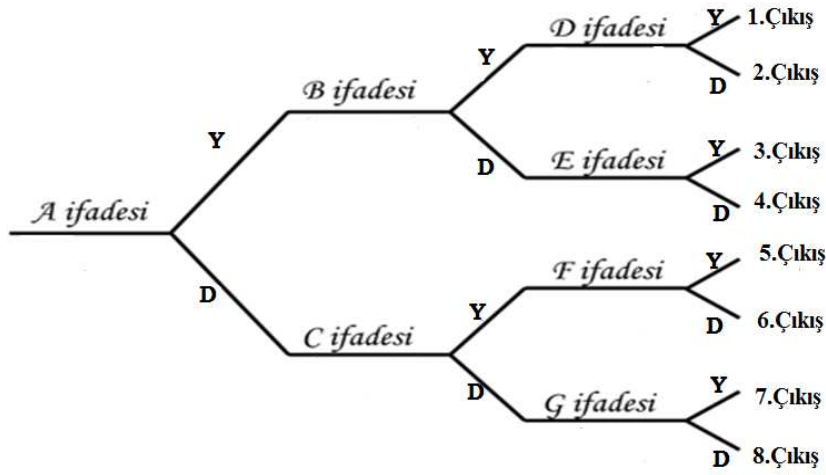 D ifadesi
Y 1.Çıkış
Y
D 2.Çıkış
B ifadesi
Y
D
E ifadesi
Y 3.Çıkış
D 4.Çıkış
A ifadesi
D
Y
F ifadesi
Y 5.Çıkış
D 6.Çıkış
C ifadesi
D
G ifadesi
Y 7.Çıkış
D 8.Çıkış